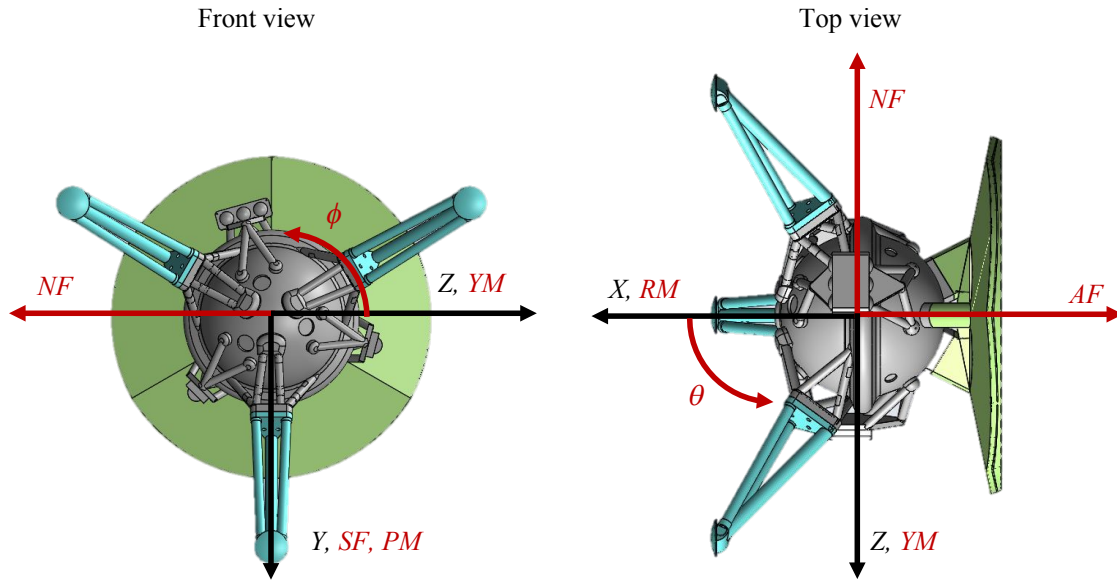 Front view
Top view
ϕ
NF
Z, YM
Y, SF, PM
NF
X, RM
AF
θ
Z, YM